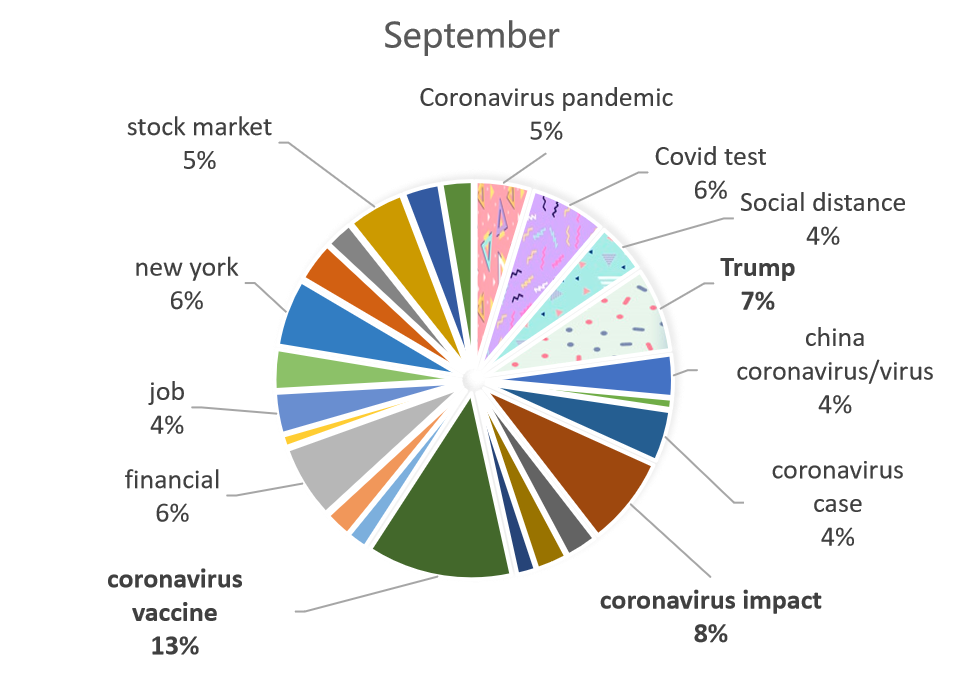 September
Coronavirus pandemic
5%
Covid test
6%
Social distance
4%
Trump
7%
china
coronavirus/virus
4%
coronavirus
case
4%
coronavirus impact
8%
coronavirus
vaccine
13%
financial
6%
job
4%
new york
6%
stock market
5%